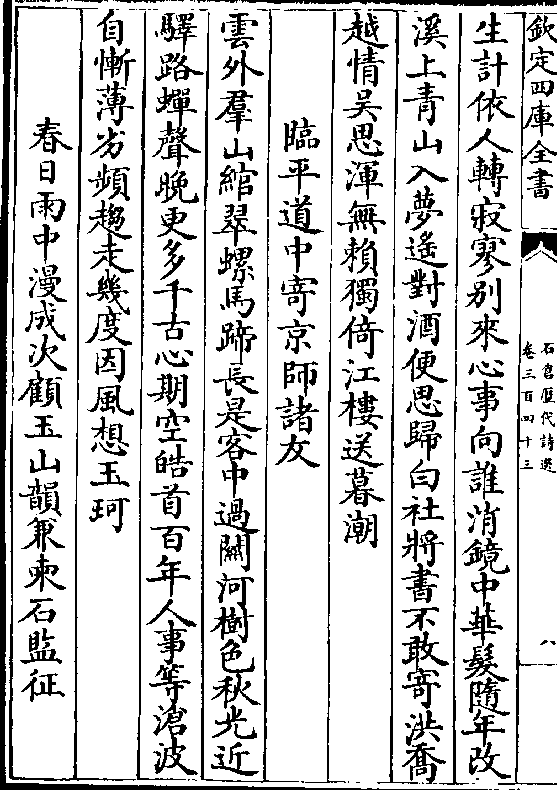 欽定四庫全書
石倉歷代詩選
卷三百四十三
八
生計依人轉寂寥別來心事向誰消鏡中華髮隨年改
溪上青山入夢遙對酒便思歸白社將書不敢寄洪喬
越情吳思渾無賴獨倚江樓送暮潮
臨平道中寄京師諸友
雲外羣山綰翠螺馬蹄長是客中過關河樹色秋光近
驛路蟬聲晚更多千古心期空皓首百年人事等滄波
自慚薄劣頻趨走幾度因風想玉珂
春日雨中漫成次顧玉山韻兼柬石監征